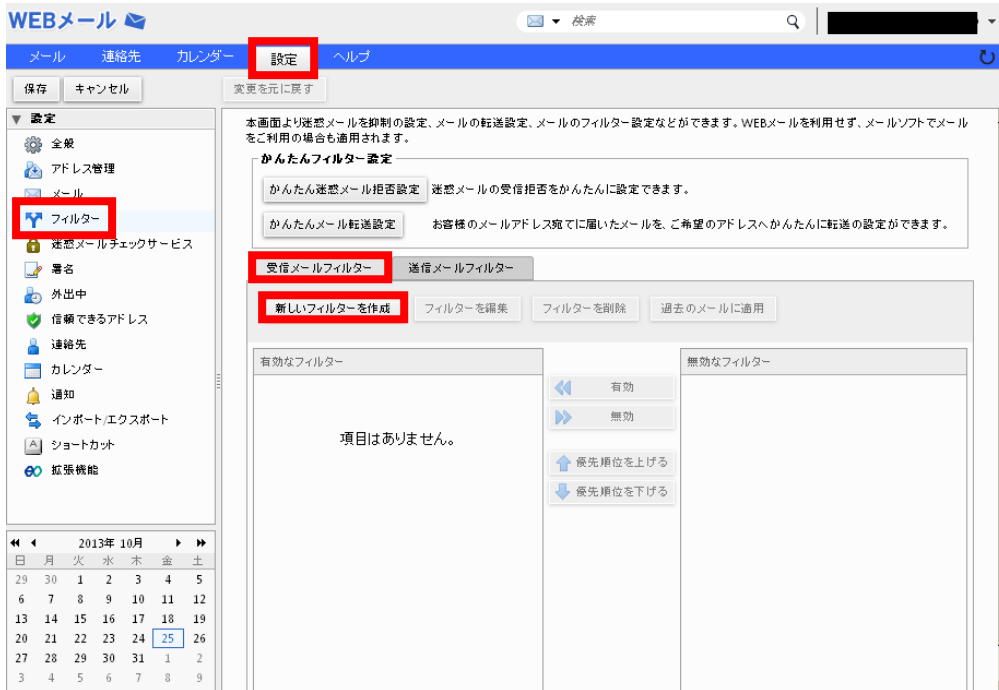 WEBメール
検索
メール 連絡先 カレンダー 設定 ヘルプ
保存 キャンセル 変更を元に戻す
設定
全般
アドレス管理
メール
フィルター
迷惑メールチェックサービス
署名
外出中
信頼できるアドレス
連絡先
カレンダー
通知
インポート/エクスポート
ショートカット
拡張機能
本画面より迷惑メールを抑制の設定、メールの転送設定、メールのフィルター設定などができます。WEBメールを利用せず、メールソフトでメール
をご利用の場合も適用されます。
かんたんフィルター設定
かんたん迷惑メール拒否設定 迷惑メールの受信拒否をかんたんに設定できます。
かんたんメール転送設定 お客様のメールアドレス宛てに届いたメールを、ご希望のアドレスへかんたんに転送の設定ができます。
受信メールフィルター 送信メールフィルター
新しいフィルターを作成 フィルターを編集 フィルターを削除 過去のメールに適用
有効なフィルター 無効なフィルター
項目はありません。
有効
無効
優先順位を上げる
優先順位を下げる
2013年 10月
日 月 火 水 木 金 土
29 30 1 2 3 4 5
6 7 8 9 10 11 12
13 14 15 16 17 18 19
20 21 22 23 24 25 26
27 28 29 30 31 1 2
3 4 5 6 7 8 9